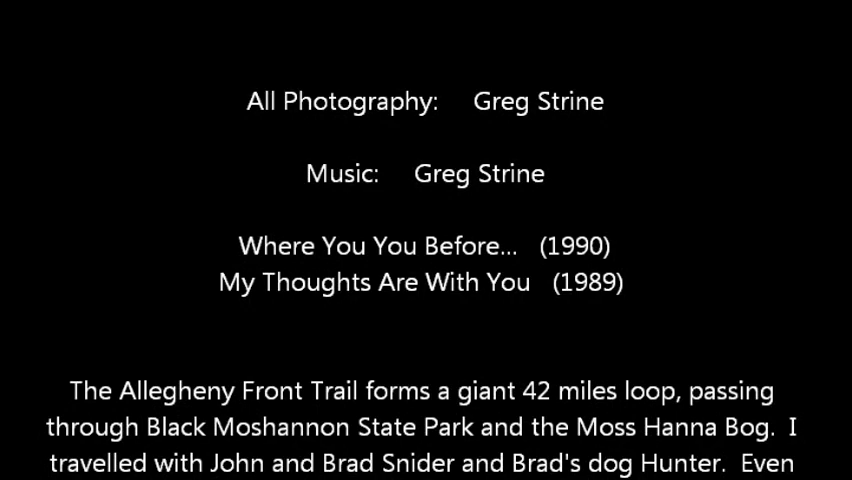 All Photography: Greg Strine
Music: Greg Strine
Where You You Before... (1990)
My Thoughts Are With You (1989)
The Allegheny Front Trail forms a giant 42 miles loop, passing
through Black Moshannon State Park and the Moss Hanna Bog. I
travelled with John and Brad Snider and Brad's dog Hunter. Even